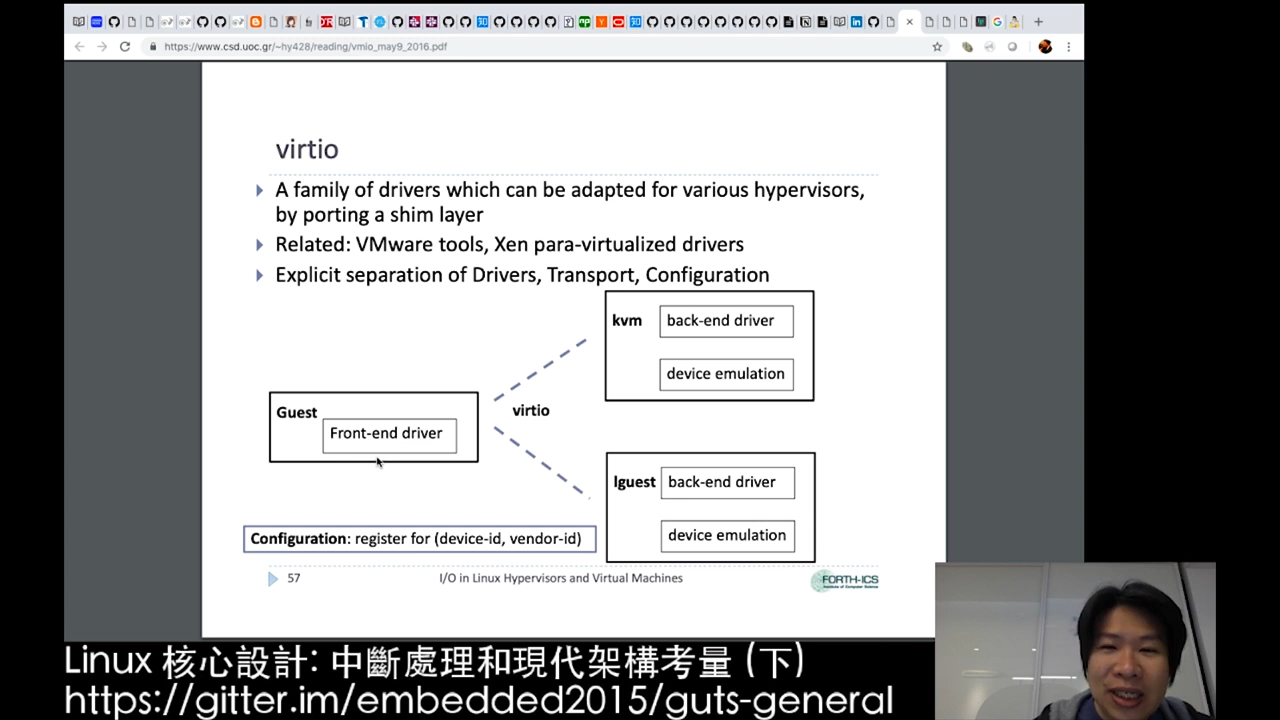 https://www.csd.uoc.gr/~hy428/reading/vmio_may9_2016.pdf
virtio
A family of drivers which can be adapted for various hypervisors,
by porting a shim layer
Related: VMware tools, Xen para-virtualized drivers
Explicit separation of Drivers, Transport, Configuration
kvm
back-end driver
device emulation
Guest
Front-end driver
virtio
lguest
back-end driver
device emulation
Configuration: register for (device-id, vendor-id)
57
I/O in Linux Hypervisors and Virtual Machines
FORTH-ICS
Institute of Computer Science
Linux 核心設計: 中斷處理和現代架構考量 (下)
https://gitter.im/embedded2015/guts-general